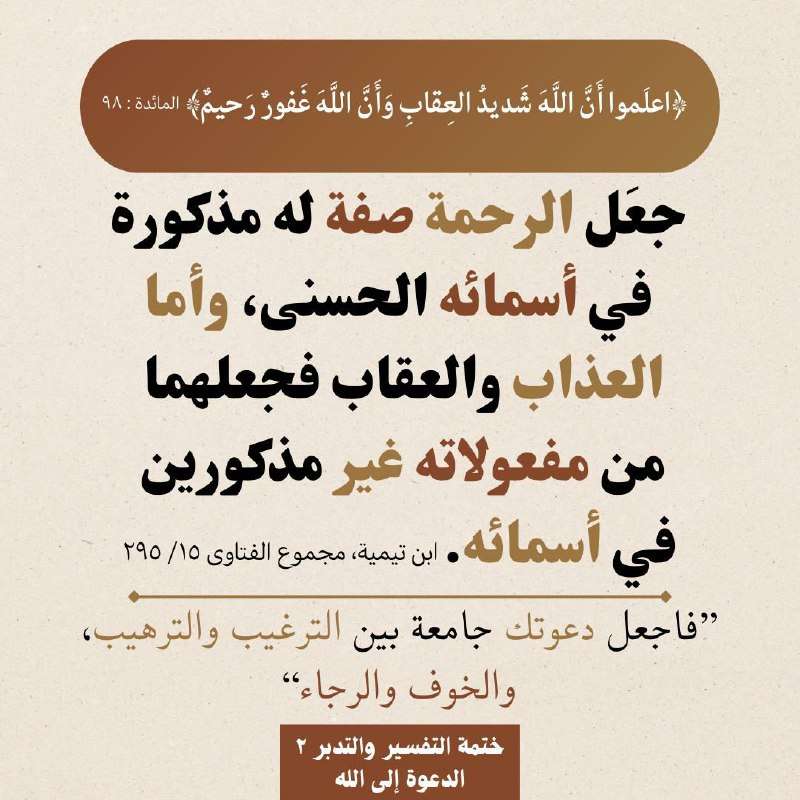 ﴿اعلَموا أَنَّ اللَّهَ شَديدُ العِقابِ وَأَنَّ اللَّهَ غَفورٌ رَحيمٌ﴾ المائدة: ٩٨
جعَل الرحمة صفة له مذكورة
في أسمائه الحسنى، وأما
العذاب والعقاب فجعلهما
من مفعولاته غير مذكورين
في أسمائه. ابن تيمية، مجموع الفتاوى ١٥/ ٢٩٥
”فاجعل دعوتك جامعة بين الترغيب والترهيب،
والخوف والرجاء“
ختمة التفسير والتدبر ٢
الدعوة إلى الله